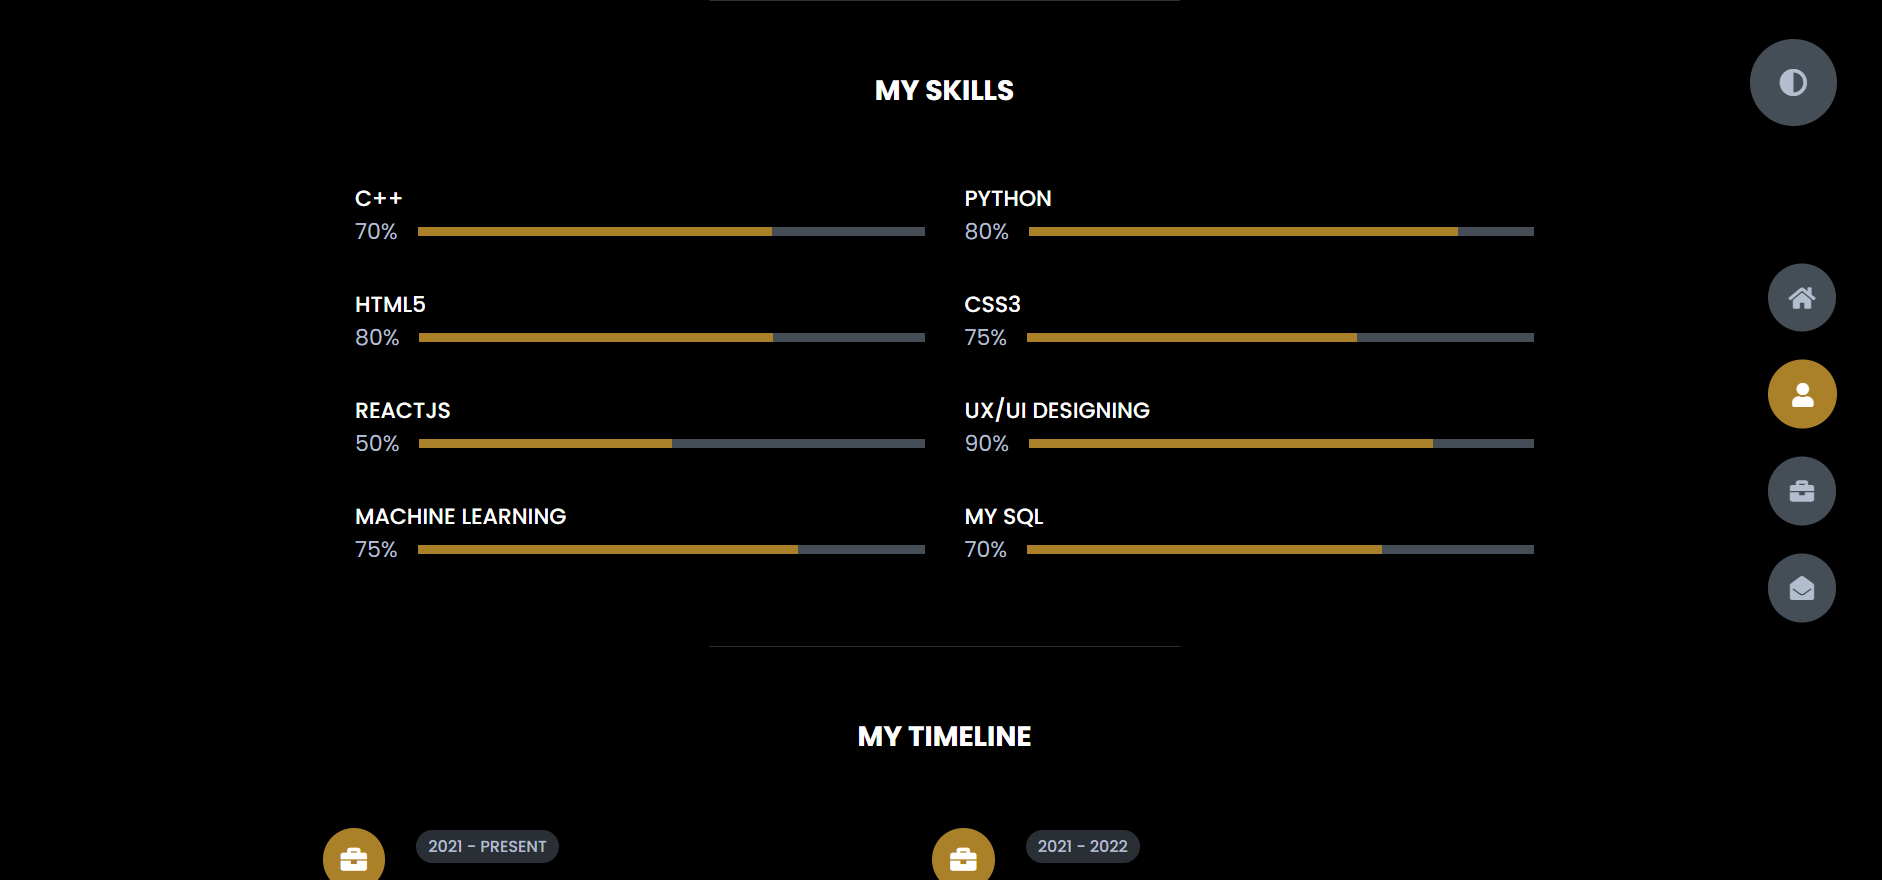 MY SKILLS
C++
70%
PYTHON
80%
HTML5
80%
CSS3
75%
REACTJS
50%
UX/UI DESIGNING
90%
MACHINE LEARNING
75%
MY SQL
70%
MY TIMELINE
2021 - PRESENT
2021 - 2022